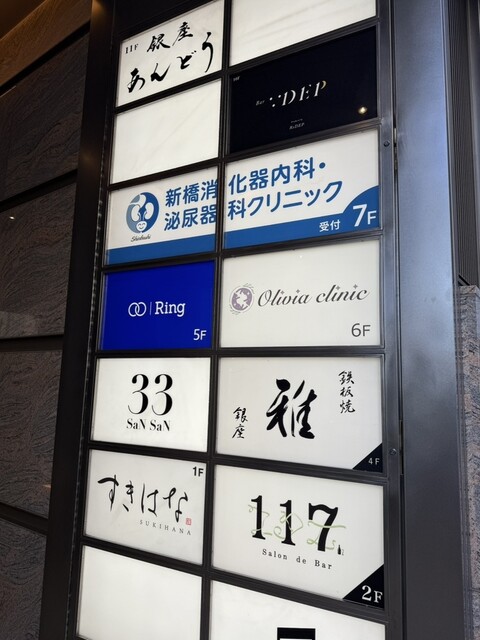 11F 銀座
あんどう
Bar DEP
新橋消化器内科・
泌尿器科クリニック
Shinbashi
受付 7F
Ring
5F
Olivia clinic
6F
33
SaN SaN
鉄板焼
雅
銀座
4F
1F
すきはな
SUKIHANA
117
Salon de Bar
2F